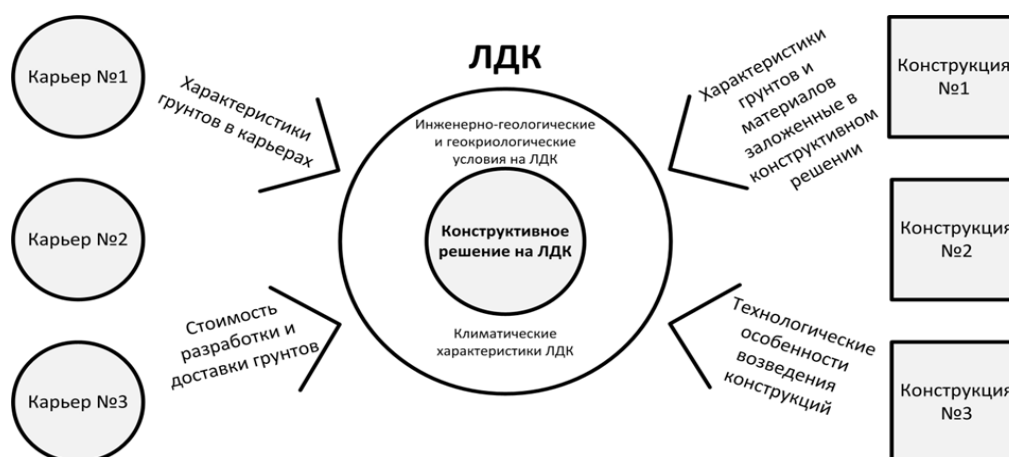 ЛДК
Карьер №1
Карьер №2
Карьер №3
Характеристики
грунтов в карьерах
Стоимость
разработки и
доставки грунтов
Инженерно-геологические
и геокриологические
условия на ЛДК
Конструктивное
решение на ЛДК
Климатические
характеристики ЛДК
Характеристики
грунтов и
материалов
заложенные в
конструктивном
решении
Технологические
особенности
возведения
конструкций
Конструкция
№1
Конструкция
№2
Конструкция
№3